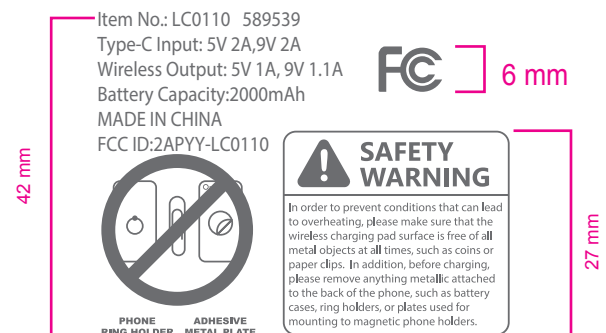 Item No.: LC0110 589539
Type-C Input: 5V 2A,9V 2A
Wireless Output: 5V 1A, 9V 1.1A
Battery Capacity:2000mAh
MADE IN CHINA
FCC ID:2APYY-LC0110
FC
6 mm
42 mm
SAFETY
WARNING
In order to prevent conditions that can lead
to overheating, please make sure that the
wireless charging pad surface is free of all
metal objects at all times, such as coins or
paper clips. In addition, before charging,
please remove anything metallic attached
to the back of the phone, such as battery
cases, ring holders, or plates used for
mounting to magnetic phone holders.
27 mm
PHONE ADHESIVE
RING HOLDER METAL PLATE